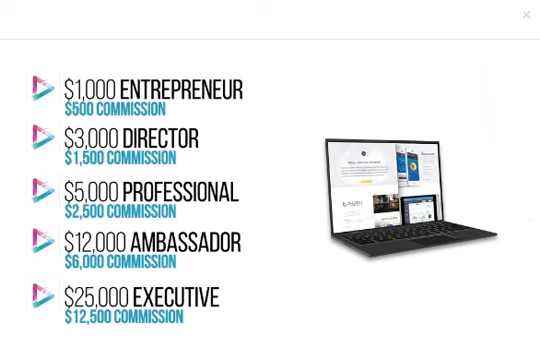 $1,000 ENTREPRENEUR
$500 COMMISSION
$3,000 DIRECTOR
$1,500 COMMISSION
$5,000 PROFESSIONAL
$2,500 COMMISSION
$12,000 AMBASSADOR
$6,000 COMMISSION
$25,000 EXECUTIVE
$12,500 COMMISSION